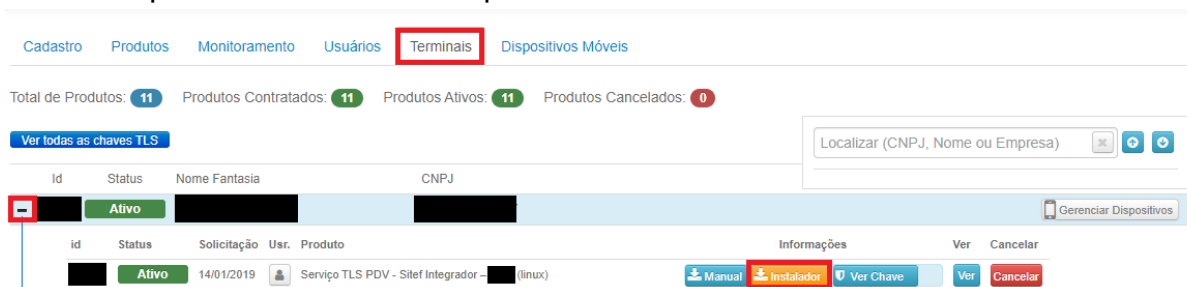 Cadastro Produtos Monitoramento Usuários Terminais Dispositivos Móveis
Total de Produtos: 11 Produtos Contratados: 11 Produtos Ativos: 11 Produtos Cancelados: 0
Ver todas as chaves TLS
Localizar (CNPJ, Nome ou Empresa)
Id Status Nome Fantasia CNPJ
Ativo Gerenciar Dispositivos
id Status Solicitação Usr. Produto Informações Ver Cancelar
Ativo 14/01/2019 Serviço TLS PDV - Sitef Integrador – (linux) Manual Instalador Ver Chave Ver Cancelar